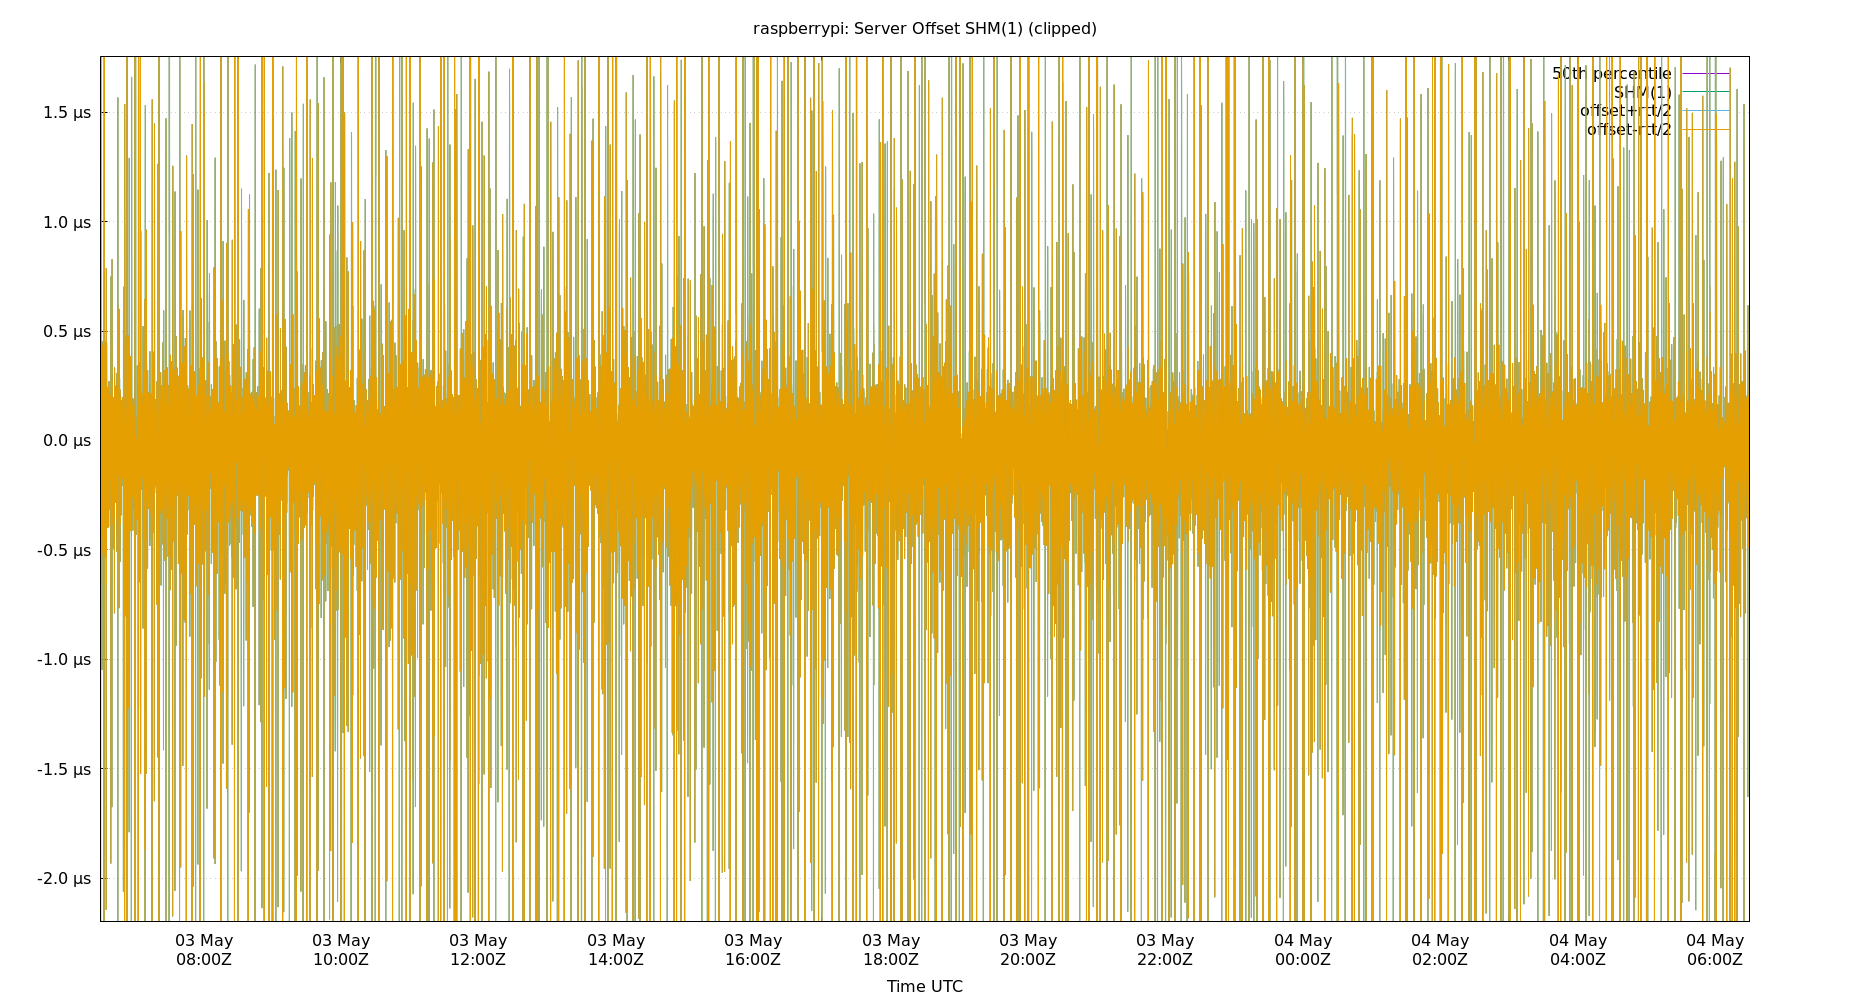 raspberrypi: Server Offset SHM(1) (clipped)
50th percentile
SHM(1)
offset+rtt/2
offset-rtt/2
1.5 µs
1.0 µs
0.5 µs
0.0 µs
-0.5 µs
-1.0 µs
-1.5 µs
-2.0 µs
03 May 03 May 03 May 03 May 03 May 03 May 03 May 03 May 04 May 04 May 04 May 04 May
08:00Z 10:00Z 12:00Z 14:00Z 16:00Z 18:00Z 20:00Z 22:00Z 00:00Z 02:00Z 04:00Z 06:00Z
Time UTC